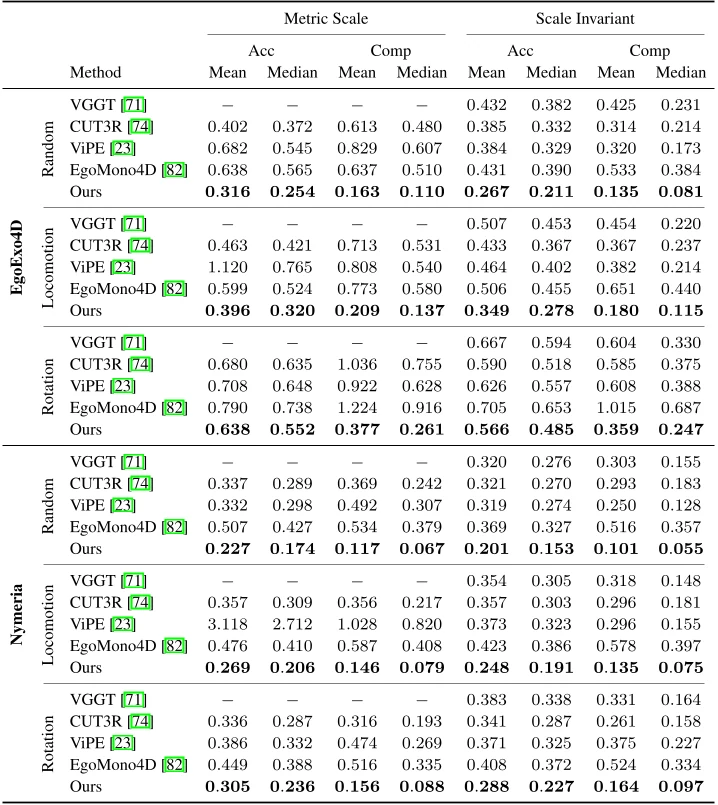 Metric Scale Scale Invariant
Acc Comp Acc Comp
Method Mean Median Mean Median Mean Median Mean Median
EgoExo4D
Random
VGGT [71] − − − − 0.432 0.382 0.425 0.231
CUT3R [74] 0.402 0.372 0.613 0.480 0.385 0.332 0.314 0.214
ViPE [23] 0.682 0.545 0.829 0.607 0.384 0.329 0.320 0.173
EgoMono4D [82] 0.638 0.565 0.637 0.510 0.431 0.390 0.533 0.384
Ours 0.316 0.254 0.163 0.110 0.267 0.211 0.135 0.081
Locomotion
VGGT [71] − − − − 0.507 0.453 0.454 0.220
CUT3R [74] 0.463 0.421 0.713 0.531 0.433 0.367 0.367 0.237
ViPE [23] 1.120 0.765 0.808 0.540 0.464 0.402 0.382 0.214
EgoMono4D [82] 0.599 0.524 0.773 0.580 0.506 0.455 0.651 0.440
Ours 0.396 0.320 0.209 0.137 0.349 0.278 0.180 0.115
Rotation
VGGT [71] − − − − 0.667 0.594 0.604 0.330
CUT3R [74] 0.680 0.635 1.036 0.755 0.590 0.518 0.585 0.375
ViPE [23] 0.708 0.648 0.922 0.628 0.626 0.557 0.608 0.388
EgoMono4D [82] 0.790 0.738 1.224 0.916 0.705 0.653 1.015 0.687
Ours 0.638 0.552 0.377 0.261 0.566 0.485 0.359 0.247
Nymeria
Random
VGGT [71] − − − − 0.320 0.276 0.303 0.155
CUT3R [74] 0.337 0.289 0.369 0.242 0.321 0.270 0.293 0.183
ViPE [23] 0.332 0.298 0.492 0.307 0.319 0.274 0.250 0.128
EgoMono4D [82] 0.507 0.427 0.534 0.379 0.369 0.327 0.516 0.357
Ours 0.227 0.174 0.117 0.067 0.201 0.153 0.101 0.055
Locomotion
VGGT [71] − − − − 0.354 0.305 0.318 0.148
CUT3R [74] 0.357 0.309 0.356 0.217 0.357 0.303 0.296 0.181
ViPE [23] 3.118 2.712 1.028 0.820 0.373 0.323 0.296 0.155
EgoMono4D [82] 0.476 0.410 0.587 0.408 0.423 0.386 0.578 0.397
Ours 0.269 0.206 0.146 0.079 0.248 0.191 0.135 0.075
Rotation
VGGT [71] − − − − 0.383 0.338 0.331 0.164
CUT3R [74] 0.336 0.287 0.316 0.193 0.341 0.287 0.261 0.158
ViPE [23] 0.386 0.332 0.474 0.269 0.371 0.325 0.375 0.227
EgoMono4D [82] 0.449 0.388 0.516 0.335 0.408 0.372 0.524 0.334
Ours 0.305 0.236 0.156 0.088 0.288 0.227 0.164 0.097